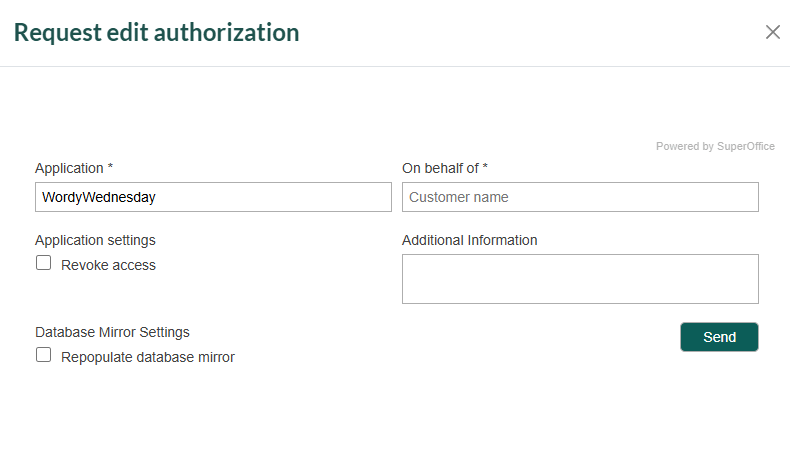 Request edit authorization
Powered by SuperOffice
Application *
On behalf of *
WordyWednesday
Customer name
Application settings
Additional Information
Revoke access
Database Mirror Settings
Send
Repopulate database mirror